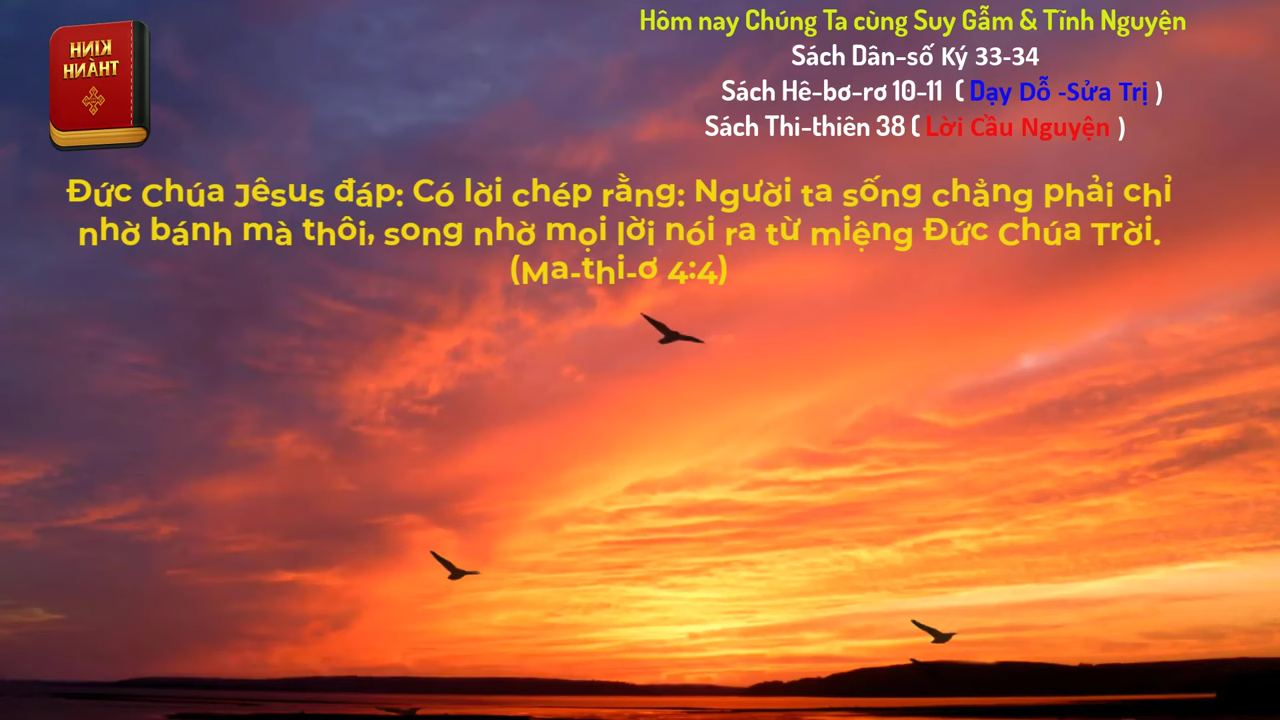 KINH
THÀNH
Hôm nay Chúng Ta cùng Suy Gẫm & Tĩnh Nguyện
Sách Dân-số Ký 33-34
Sách Hê-bơ-rơ 10-11 ( Dạy Dỗ -Sửa Trị )
Sách Thi-thiên 38 ( Lời Cầu Nguyện )
Đức Chúa Jêsus đáp: Có lời chép rằng: Người ta sống chẳng phải chỉ
nhờ bánh mà thôi, song nhờ mọi lời nói ra từ miệng Đức Chúa Trời.
(Ma-thi-ơ 4:4)